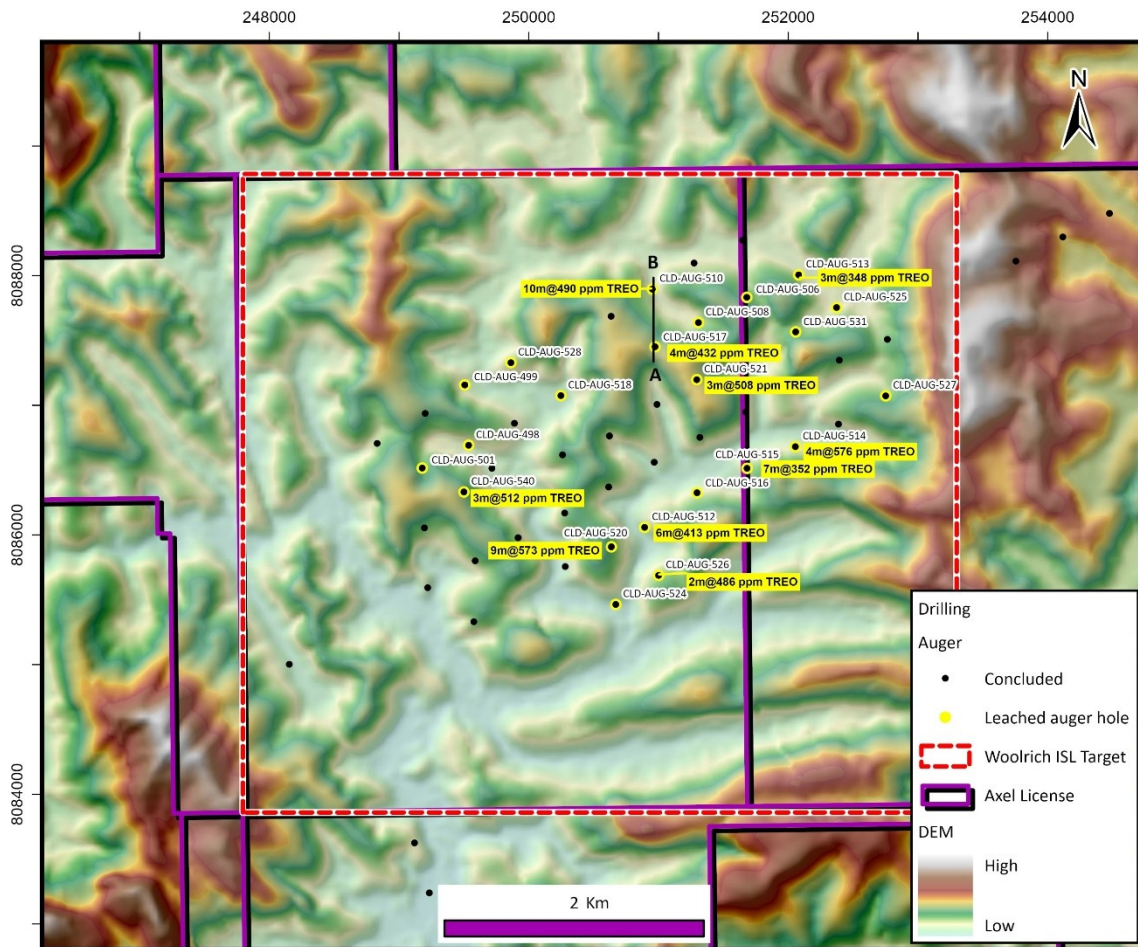 248000
250000
252000
254000
N
8088000
8086000
8084000
B
A
CLD-AUG-513
3m@348 ppm TREO
CLD-AUG-510
10m@490 ppm TREO
CLD-AUG-506
CLD-AUG-525
CLD-AUG-508
CLD-AUG-531
CLD-AUG-517
4m@432 ppm TREO
CLD-AUG-528
CLD-AUG-521
3m@508 ppm TREO
CLD-AUG-499
CLD-AUG-518
CLD-AUG-527
CLD-AUG-498
CLD-AUG-514
4m@576 ppm TREO
CLD-AUG-501
CLD-AUG-515
7m@352 ppm TREO
CLD-AUG-540
3m@512 ppm TREO
CLD-AUG-516
CLD-AUG-512
6m@413 ppm TREO
CLD-AUG-520
9m@573 ppm TREO
CLD-AUG-526
2m@486 ppm TREO
CLD-AUG-524
Drilling
Auger
Concluded
Leached auger hole
Woolrich ISL Target
Axel License
DEM
High
Low
2 Km